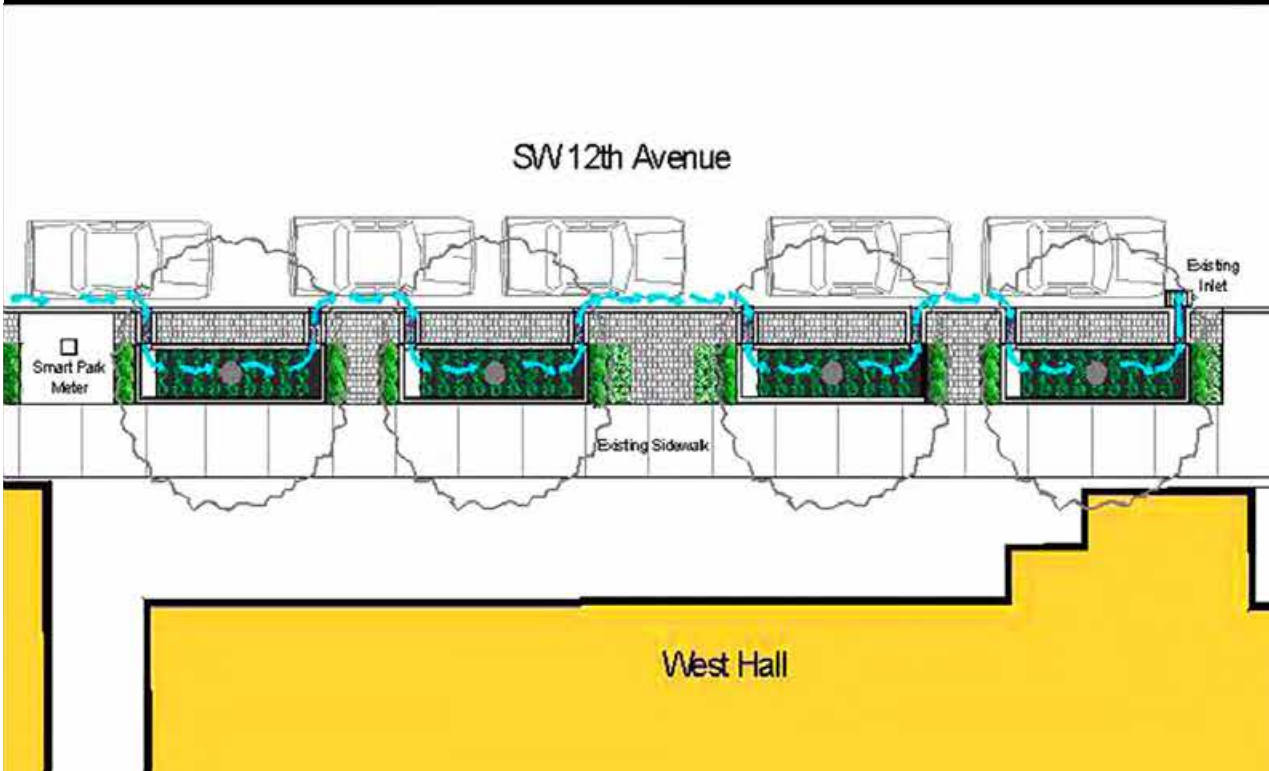 SW 12th Avenue
Existing
Inlet
Smart Park
Meter
Existing Sidewalk
West Hall